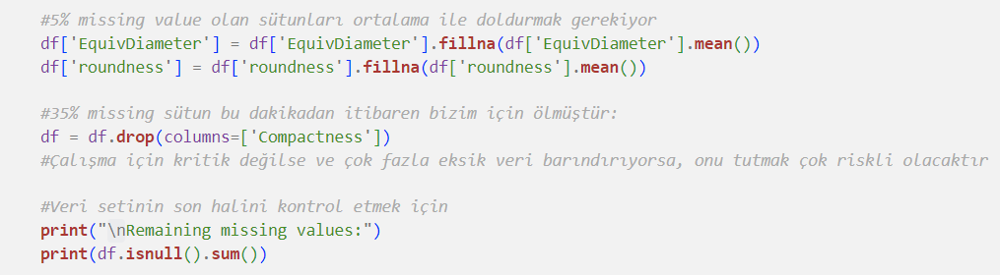 #5% missing value olan sütunları ortalama ile doldurmak gerekiyor
df['EquivDiameter'] = df['EquivDiameter'].fillna(df['EquivDiameter'].mean())
df['roundness'] = df['roundness'].fillna(df['roundness'].mean())
#35% missing sütun bu dakikadan itibaren bizim için ölmüştür:
df = df.drop(columns=['Compactness'])
#Çalışma için kritik değilse ve çok fazla eksik veri barındırıyorsa, onu tutmak çok riskli olacaktır
#Veri setinin son halini kontrol etmek için
print("\nRemaining missing values:")
print(df.isnull().sum())